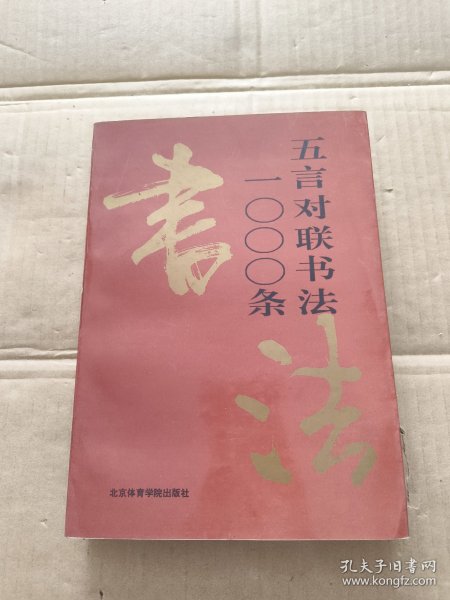 五言对联书法
一〇〇〇条
書法
北京体育学院出版社
孔夫子旧书网
www.kongfz.com